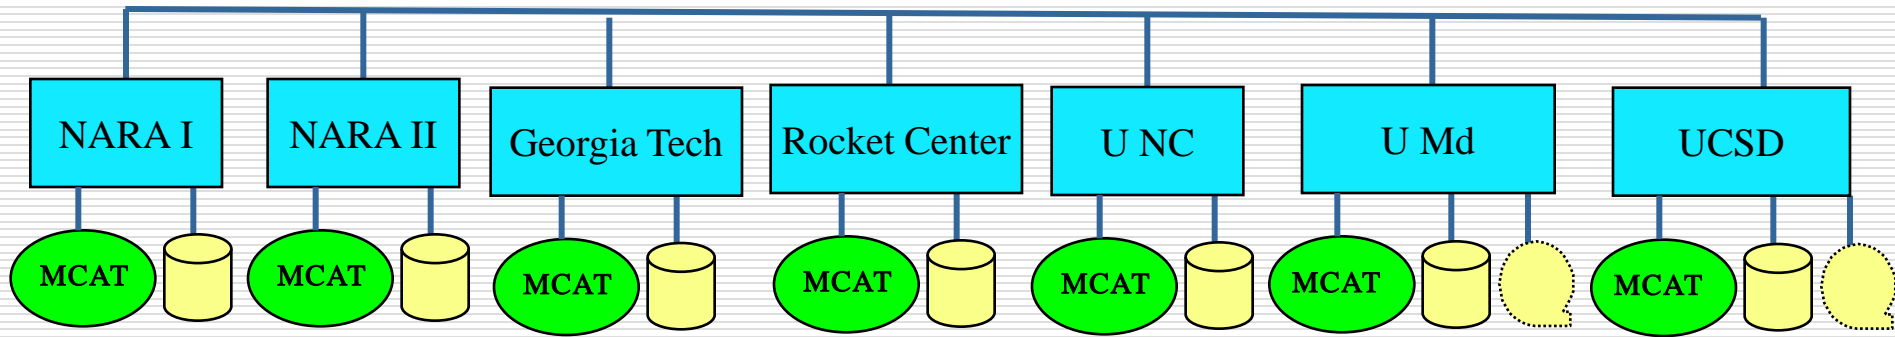 NARA I
NARA II
Georgia Tech
Rocket Center
U NC
U Md
UCSD
MCAT
MCAT
MCAT
MCAT
MCAT
MCAT
MCAT